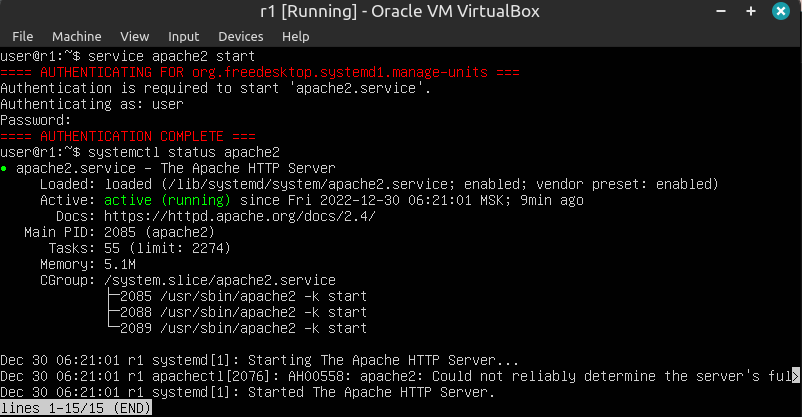 r1 [Running] - Oracle VM VirtualBox
File Machine View Input Devices Help
user@r1:~$ service apache2 start
==== AUTHENTICATING FOR org.freedesktop.systemd1.manage-units ===
Authentication is required to start 'apache2.service'.
Authenticating as: user
Password:
==== AUTHENTICATION COMPLETE ===
user@r1:~$ systemctl status apache2
● apache2.service - The Apache HTTP Server
Loaded: loaded (/lib/systemd/system/apache2.service; enabled; vendor preset: enabled)
Active: active (running) since Fri 2022-12-30 06:21:01 MSK; 9min ago
Docs: https://httpd.apache.org/docs/2.4/
Main PID: 2085 (apache2)
Tasks: 55 (limit: 2274)
Memory: 5.1M
CGroup: /system.slice/apache2.service
├─2085 /usr/sbin/apache2 -k start
├─2088 /usr/sbin/apache2 -k start
└─2089 /usr/sbin/apache2 -k start
Dec 30 06:21:01 r1 systemd[1]: Starting The Apache HTTP Server...
Dec 30 06:21:01 r1 apachectl[2076]: AH00558: apache2: Could not reliably determine the server's ful>
Dec 30 06:21:01 r1 systemd[1]: Started The Apache HTTP Server.
lines 1-15/15 (END)